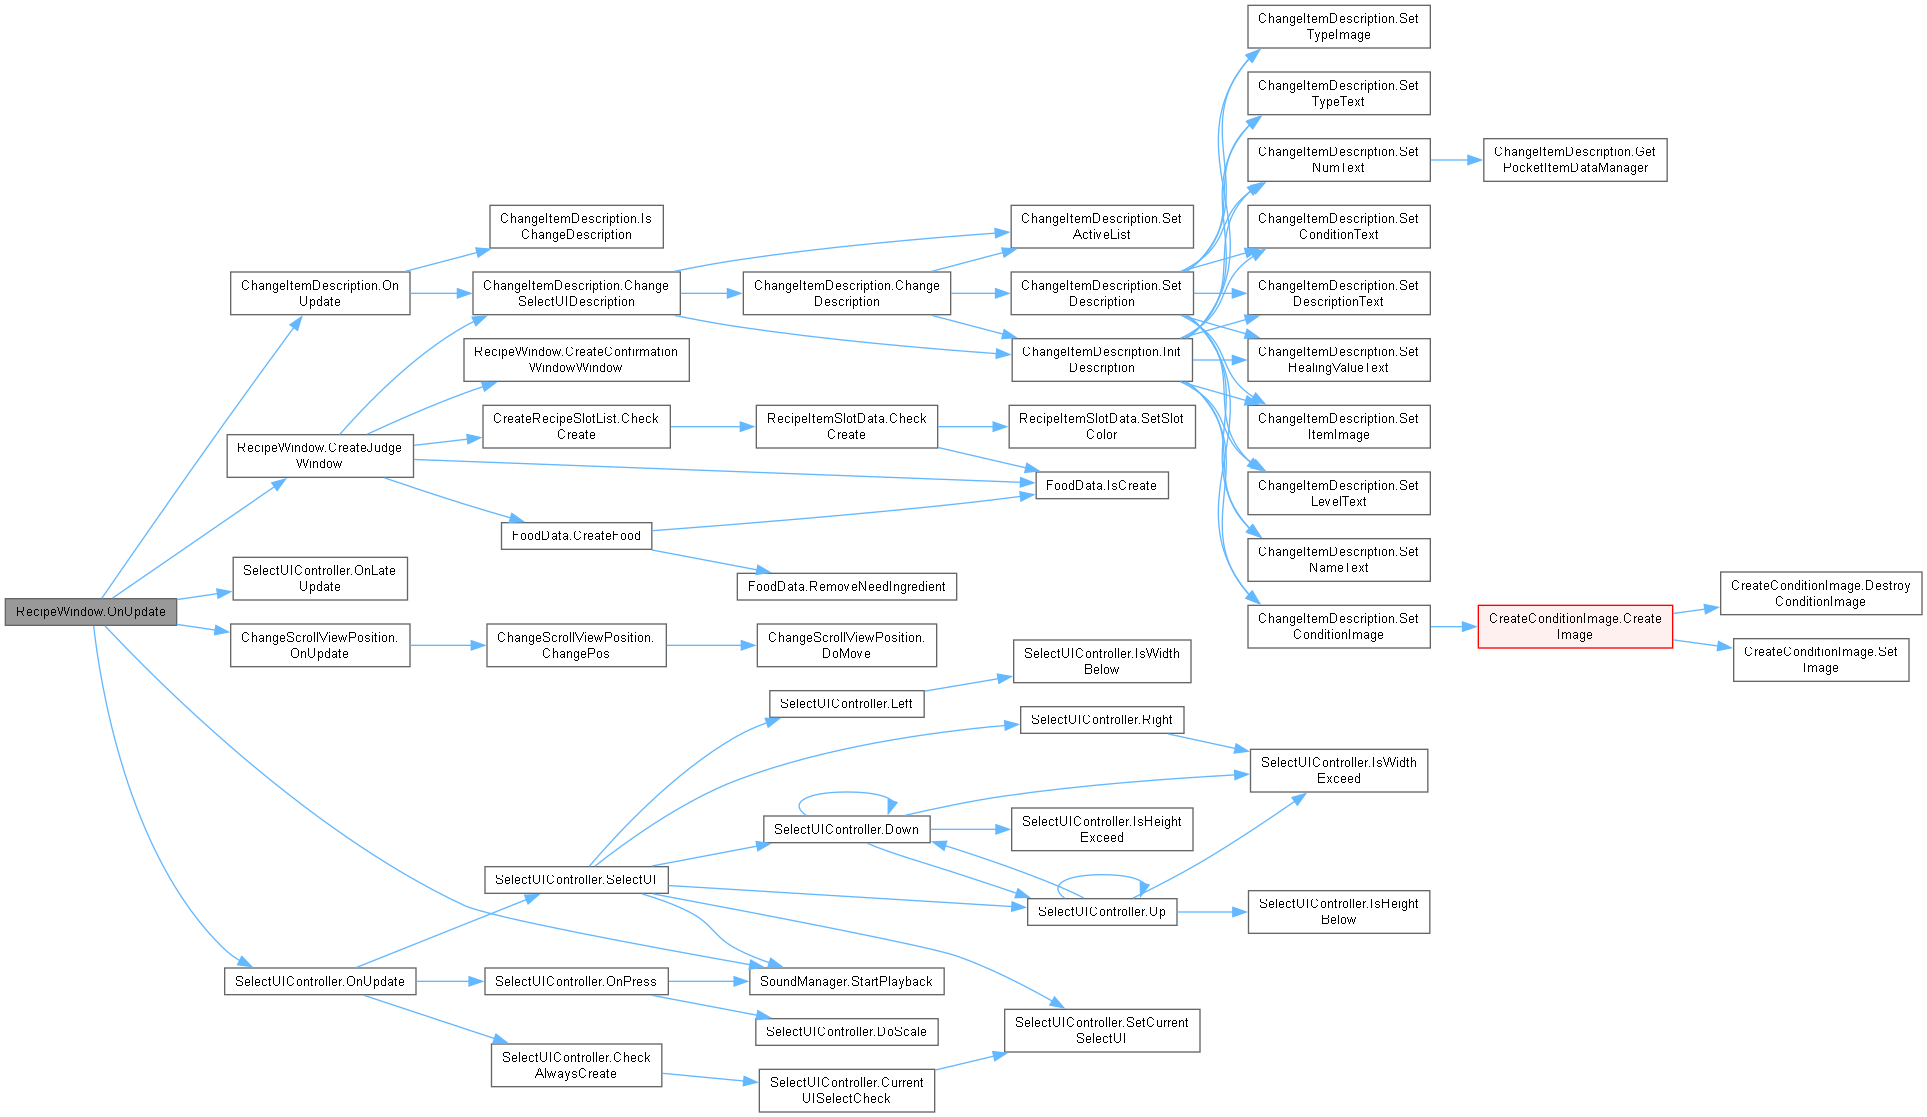 RecipeWindow.OnUpdate
ChangeItemDescription.On
Update
ChangeItemDescription.Is
ChangeDescription
ChangeItemDescription.Change
SelectUIDescription
ChangeItemDescription.Change
Description
ChangeItemDescription.Set
ActiveList
ChangeItemDescription.Set
Description
ChangeItemDescription.Init
Description
ChangeItemDescription.Set
TypeImage
ChangeItemDescription.Set
TypeText
ChangeItemDescription.Set
NumText
ChangeItemDescription.Get
PocketItemDataManager
ChangeItemDescription.Set
ConditionText
ChangeItemDescription.Set
DescriptionText
ChangeItemDescription.Set
HealingValueText
ChangeItemDescription.Set
ItemImage
ChangeItemDescription.Set
LevelText
ChangeItemDescription.Set
NameText
ChangeItemDescription.Set
ConditionImage
CreateConditionImage.Create
Image
CreateConditionImage.Destroy
ConditionImage
CreateConditionImage.Set
Image
RecipeWindow.CreateJudge
Window
RecipeWindow.CreateConfirmation
WindowWindow
CreateRecipeSlotList.Check
Create
RecipeItemSlotData.Check
Create
RecipeItemSlotData.SetSlot
Color
FoodData.IsCreate
FoodData.CreateFood
FoodData.RemoveNeedIngredient
SelectUIController.OnLate
Update
ChangeScrollViewPosition.
OnUpdate
ChangeScrollViewPosition.
ChangePos
ChangeScrollViewPosition.
DoMove
SelectUIController.IsWidth
Below
SelectUIController.Left
SelectUIController.Right
SelectUIController.IsWidth
Exceed
SelectUIController.Down
SelectUIController.IsHeight
Exceed
SelectUIController.SelectUI
SelectUIController.Up
SelectUIController.IsHeight
Below
SelectUIController.OnUpdate
SelectUIController.OnPress
SoundManager.StartPlayback
SelectUIController.DoScale
SelectUIController.SetCurrent
SelectUI
SelectUIController.Check
AlwaysCreate
SelectUIController.Current
UISelectCheck